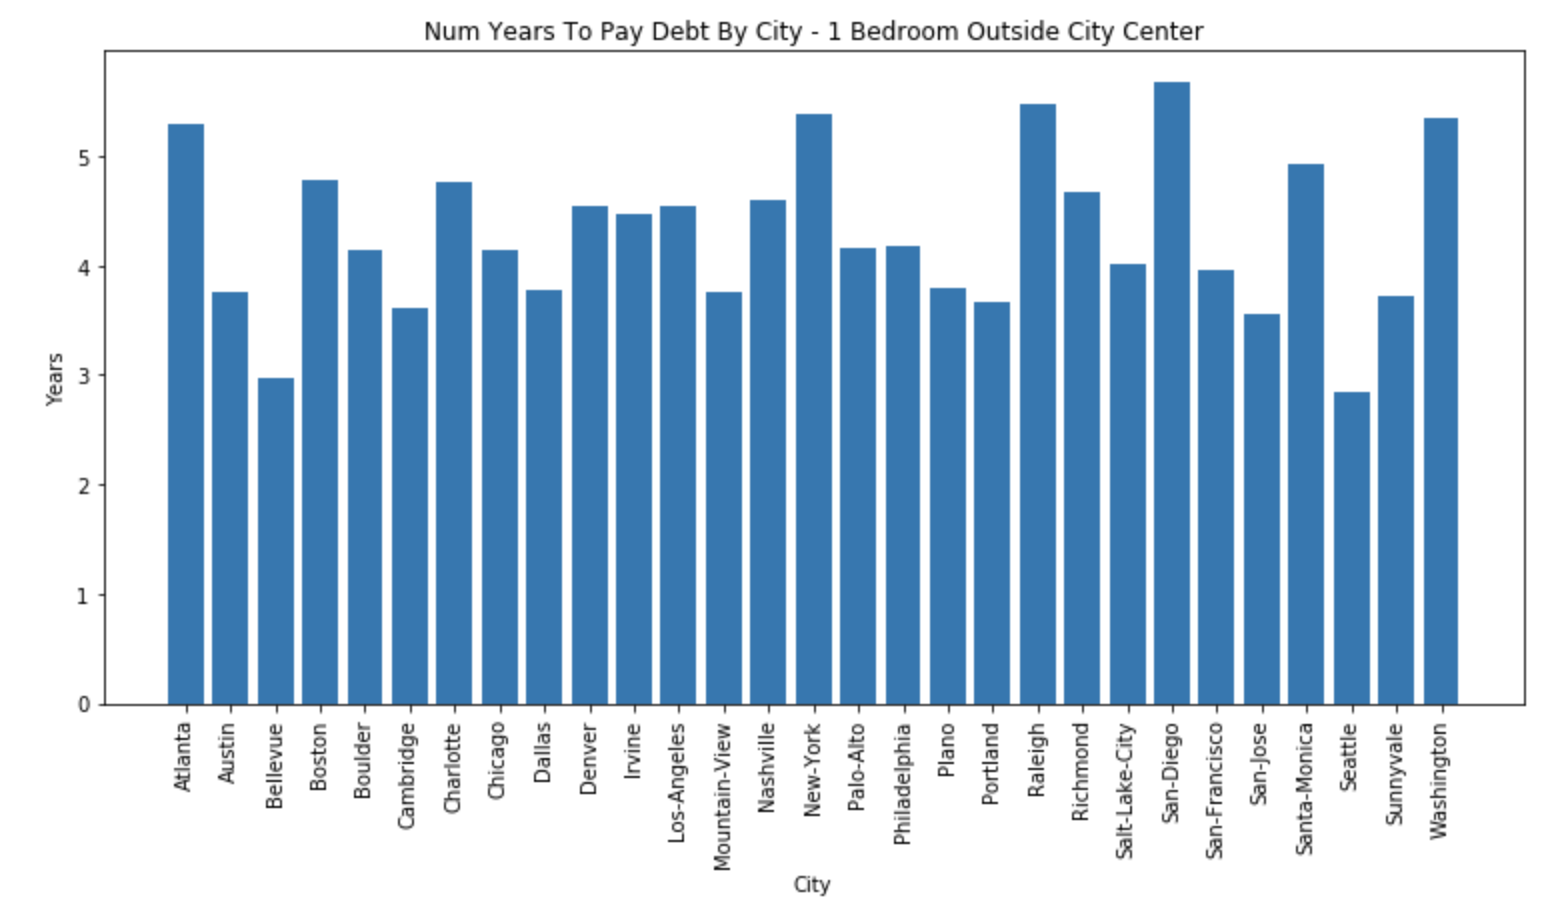 Num Years To Pay Debt By City - 1 Bedroom Outside City Center
Years
5
4
3
2
1
0
Atlanta
Austin
Bellevue
Boston
Boulder
Cambridge
Charlotte
Chicago
Dallas
Denver
Irvine
Los-Angeles
Mountain-View
Nashville
New-York
Palo-Alto
Philadelphia
Plano
Portland
Raleigh
Richmond
Salt-Lake-City
San-Diego
San-Francisco
San-Jose
Santa-Monica
Seattle
Sunnyvale
Washington
City